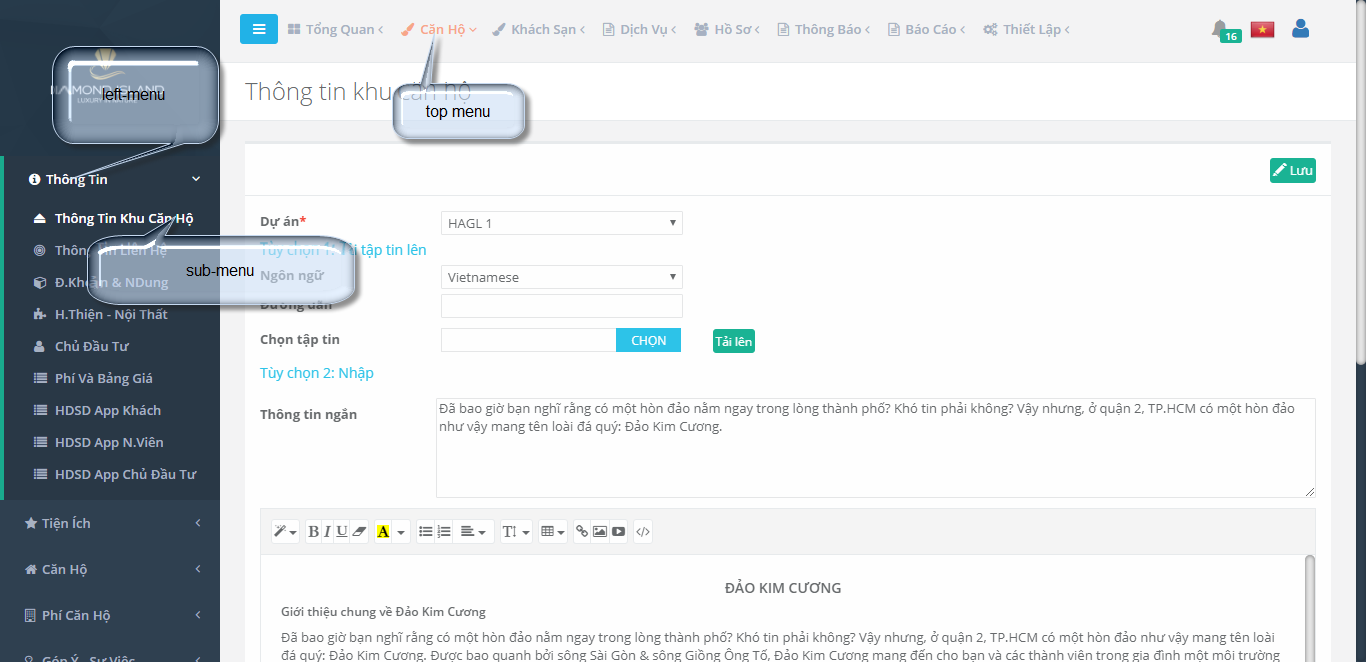 Tổng Quan
Căn Hộ
Khách Sạn
Dịch Vụ
Hồ Sơ
Thông Báo
Báo Cáo
Thiết Lập
16
left-menu
top menu
Thông tin khu căn hộ
Thông Tin
Lưu
Thông Tin Khu Căn Hộ
sub-menu
Đ.Khoản & NDung
H.Thiện - Nội Thất
Chủ Đầu Tư
Phí Và Bảng Giá
HDSD App Khách
HDSD App N.Viên
HDSD App Chủ Đầu Tư
Tiện Ích
Căn Hộ
Phí Căn Hộ
Góp Ý - Sự Việc
Dự án*
HAGL 1
tập tin lên
Ngôn ngữ
Vietnamese
Đường dẫn
Chọn tập tin
CHỌN
Tải lên
Tùy chọn 2: Nhập
Thông tin ngắn
Đã bao giờ bạn nghĩ rằng có một hòn đảo nằm ngay trong lòng thành phố? Khó tin phải không? Vậy nhưng, ở quận 2, TP.HCM có một hòn đảo
như vậy mang tên loài đá quý: Đảo Kim Cương.
B I U A T
ĐẢO KIM CƯƠNG
Giới thiệu chung về Đảo Kim Cương
Đã bao giờ bạn nghĩ rằng có một hòn đảo nằm ngay trong lòng thành phố? Khó tin phải không? Vậy nhưng, ở quận 2, TP.HCM có một hòn đảo như vậy mang tên loài
đá quý: Đảo Kim Cương. Được bao quanh bởi sông Sài Gòn & sông Giồng Ông Tố, Đảo Kim Cương mang đến cho bạn và các thành viên trong gia đình một môi trường